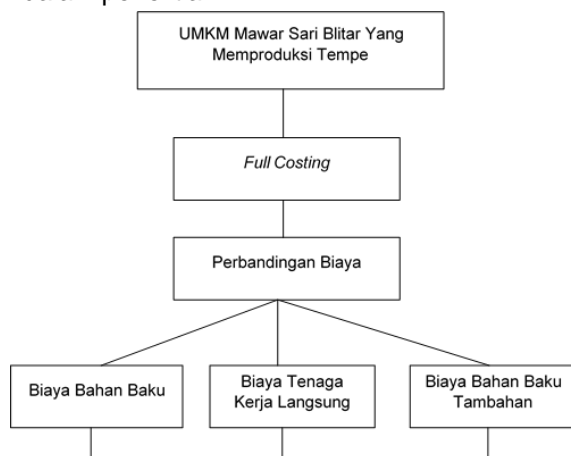 UMKM Mawar Sari Blitar Yang
Memproduksi Tempe
Full Costing
Perbandingan Biaya
Biaya Bahan Baku
Biaya Tenaga
Kerja Langsung
Biaya Bahan Baku
Tambahan